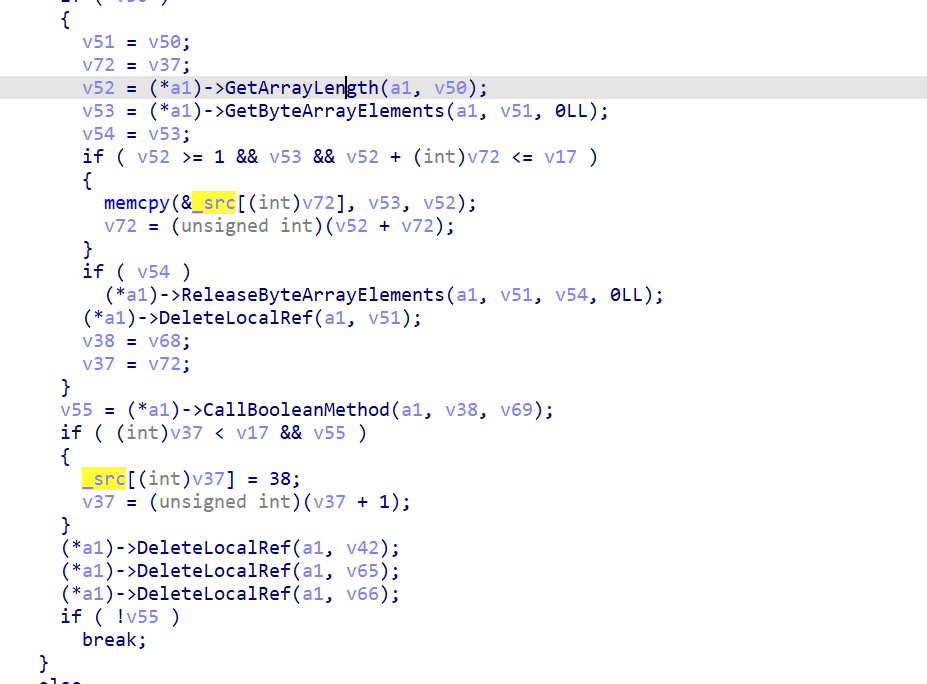 {
v51 = v50;
v72 = v37;
v52 = (*a1)->GetArrayLength(a1, v50);
v53 = (*a1)->GetByteArrayElements(a1, v51, 0LL);
v54 = v53;
if ( v52 >= 1 && v53 && v52 + (int)v72 <= v17 )
{
memcpy(&_src[(int)v72], v53, v52);
v72 = (unsigned int)(v52 + v72);
}
if ( v54 )
(*a1)->ReleaseByteArrayElements(a1, v51, v54, 0LL);
(*a1)->DeleteLocalRef(a1, v51);
v38 = v68;
v37 = v72;
}
v55 = (*a1)->CallBooleanMethod(a1, v38, v69);
if ( (int)v37 < v17 && v55 )
{
_src[(int)v37] = 38;
v37 = (unsigned int)(v37 + 1);
}
(*a1)->DeleteLocalRef(a1, v42);
(*a1)->DeleteLocalRef(a1, v65);
(*a1)->DeleteLocalRef(a1, v66);
if ( !v55 )
break;
}